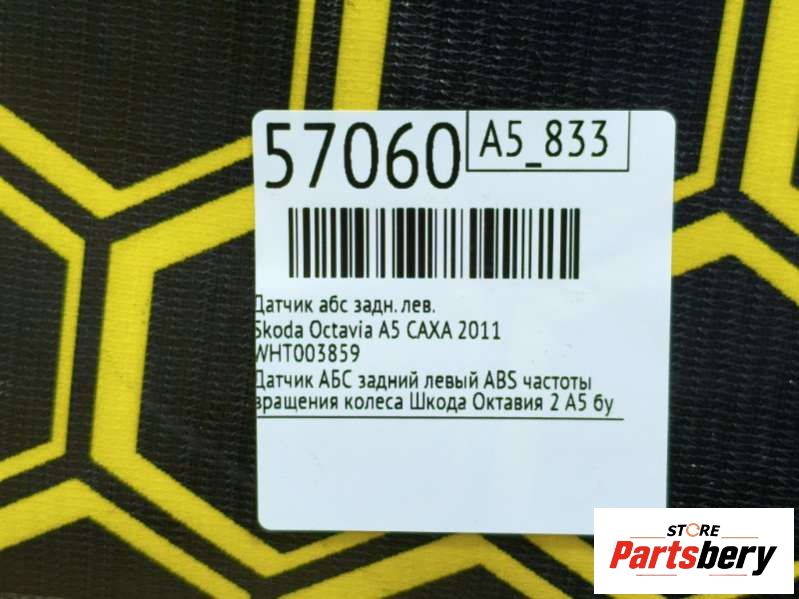 57060
A5_833
Датчик абс задн. лев.
Skoda Octavia A5 CAXA 2011
WHT003859
Датчик АБС задний левый ABS частоты
вращения колеса Шкода Октавия 2 А5 бу
STORE
Partsbery